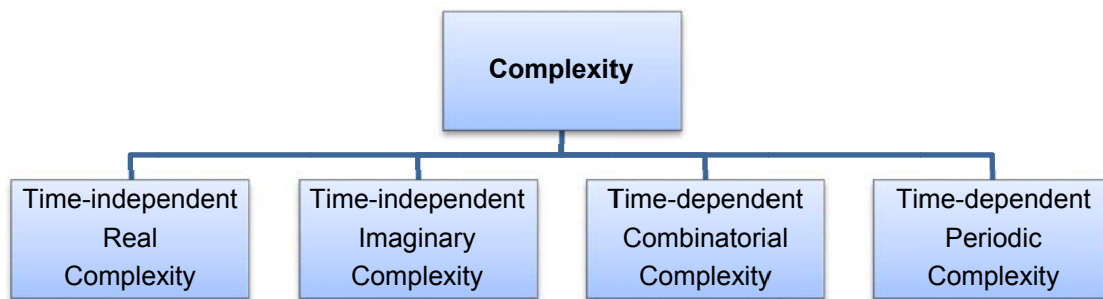 Complexity
Time-independent
Real
Complexity
Time-independent
Imaginary
Complexity
Time-dependent
Combinatorial
Complexity
Time-dependent
Periodic
Complexity